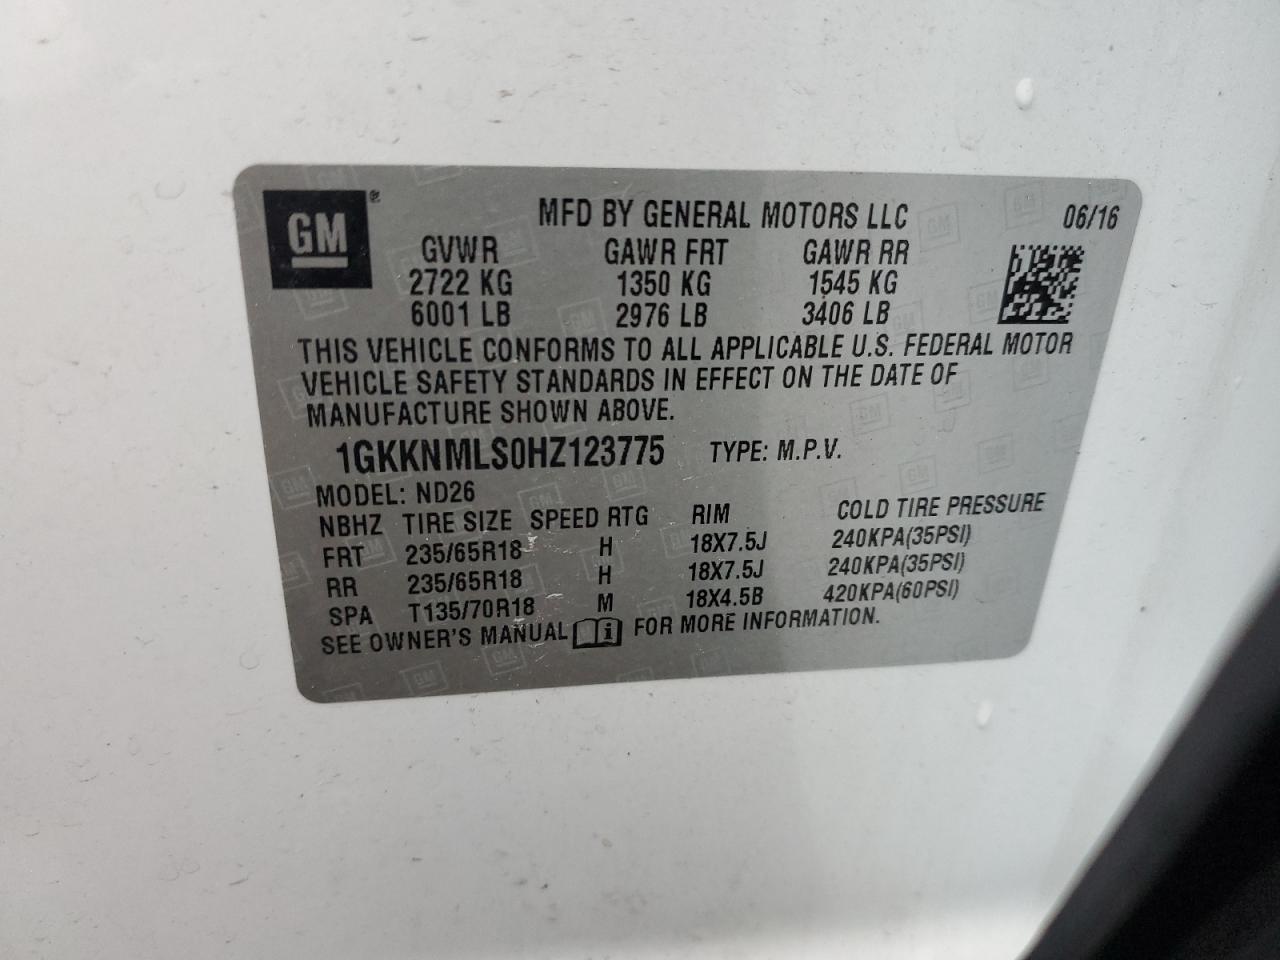 GM®
MFD BY GENERAL MOTORS LLC 06/16
GVWR GAWR FRT GAWR RR
2722 KG 1350 KG 1545 KG
6001 LB 2976 LB 3406 LB
THIS VEHICLE CONFORMS TO ALL APPLICABLE U.S. FEDERAL MOTOR
VEHICLE SAFETY STANDARDS IN EFFECT ON THE DATE OF
MANUFACTURE SHOWN ABOVE.
1GKKNMLS0HZ123775 TYPE: M.P.V.
MODEL: ND26
NBHZ TIRE SIZE SPEED RTG RIM COLD TIRE PRESSURE
FRT 235/65R18 H 18X7.5J 240KPA(35PSI)
RR 235/65R18 H 18X7.5J 240KPA(35PSI)
SPA T135/70R18 M 18X4.5B 420KPA(60PSI)
SEE OWNER'S MANUAL FOR MORE INFORMATION.